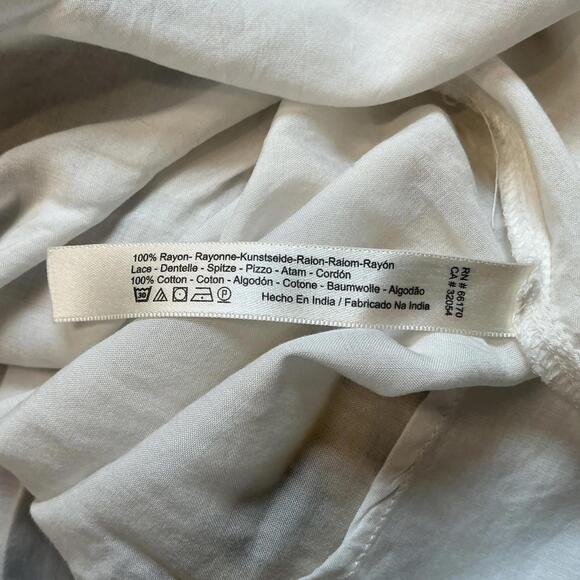 100% Rayon- Rayonne-Kunstseide-Raion-Raiom-Rayón
Lace - Dentelle - Spitze - Pizzo - Atam - Cordón
100% Cotton - Coton - Algodón - Cotone - Baumwolle - Algodão
30 P
Hecho En India / Fabricado Na India
RN # 66170
CA # 32054